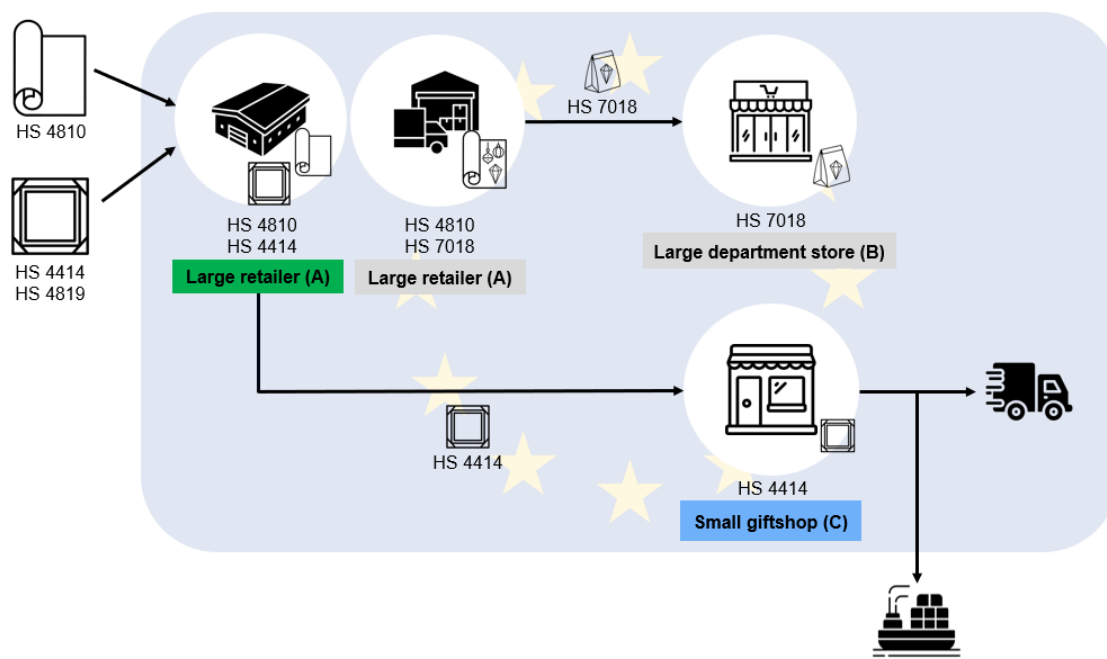 HS 4810
HS 4414
HS 4819
HS 4810
HS 4414
Large retailer (A)
HS 4810
HS 7018
Large retailer (A)
HS 7018
HS 7018
Large department store (B)
HS 4414
HS 4414
Small giftshop (C)